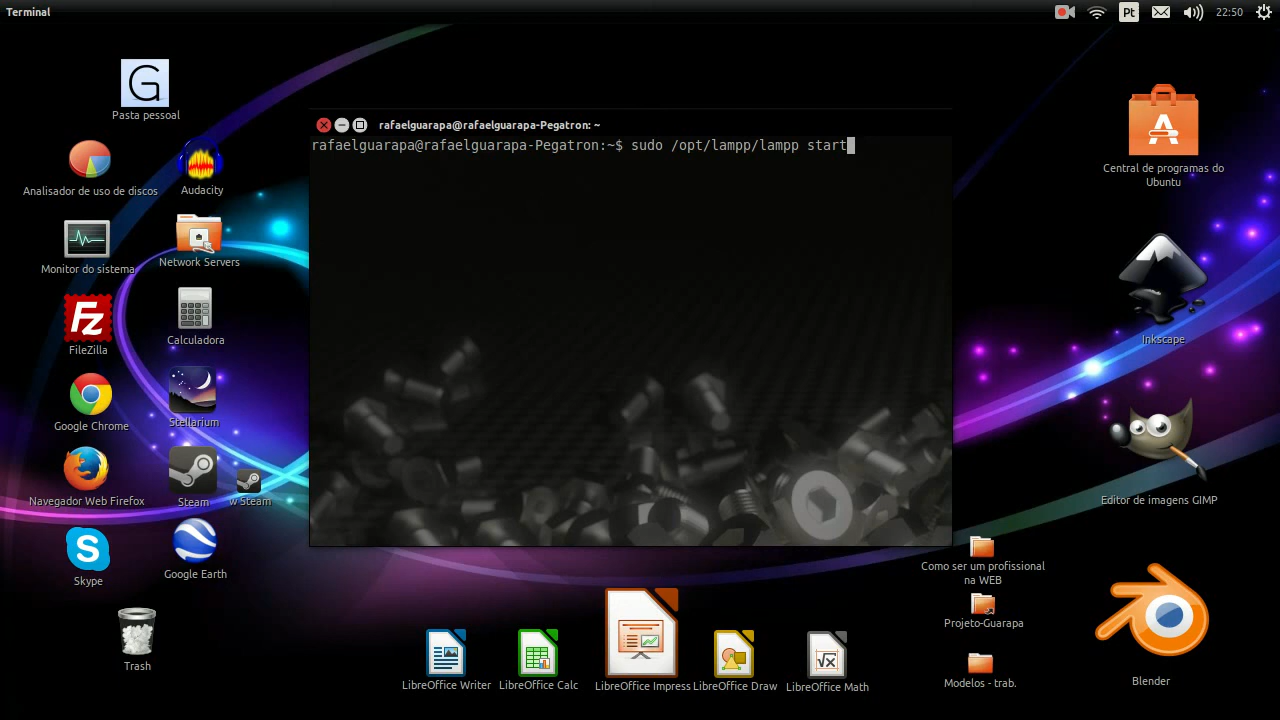 Terminal
Pt
22:50
G
Pasta pessoal
Analisador de uso de discos
Audacity
Monitor do sistema
Network Servers
Fz
FileZilla
Calculadora
Google Chrome
Stellarium
Navegador Web Firefox
Steam
w Steam
S
Skype
Google Earth
Trash
rafaelguarapa@rafaelguarapa-Pegatron: ~
rafaelguarapa@rafaelguarapa-Pegatron:~$ sudo /opt/lampp/lampp start
A
Central de programas do
Ubuntu
Inkscape
Editor de imagens GIMP
Como ser um profissional
na WEB
Projeto-Guarapa
Modelos - trab.
Blender
LibreOffice Writer
LibreOffice Calc
LibreOffice Impress
LibreOffice Draw
√x
LibreOffice Math